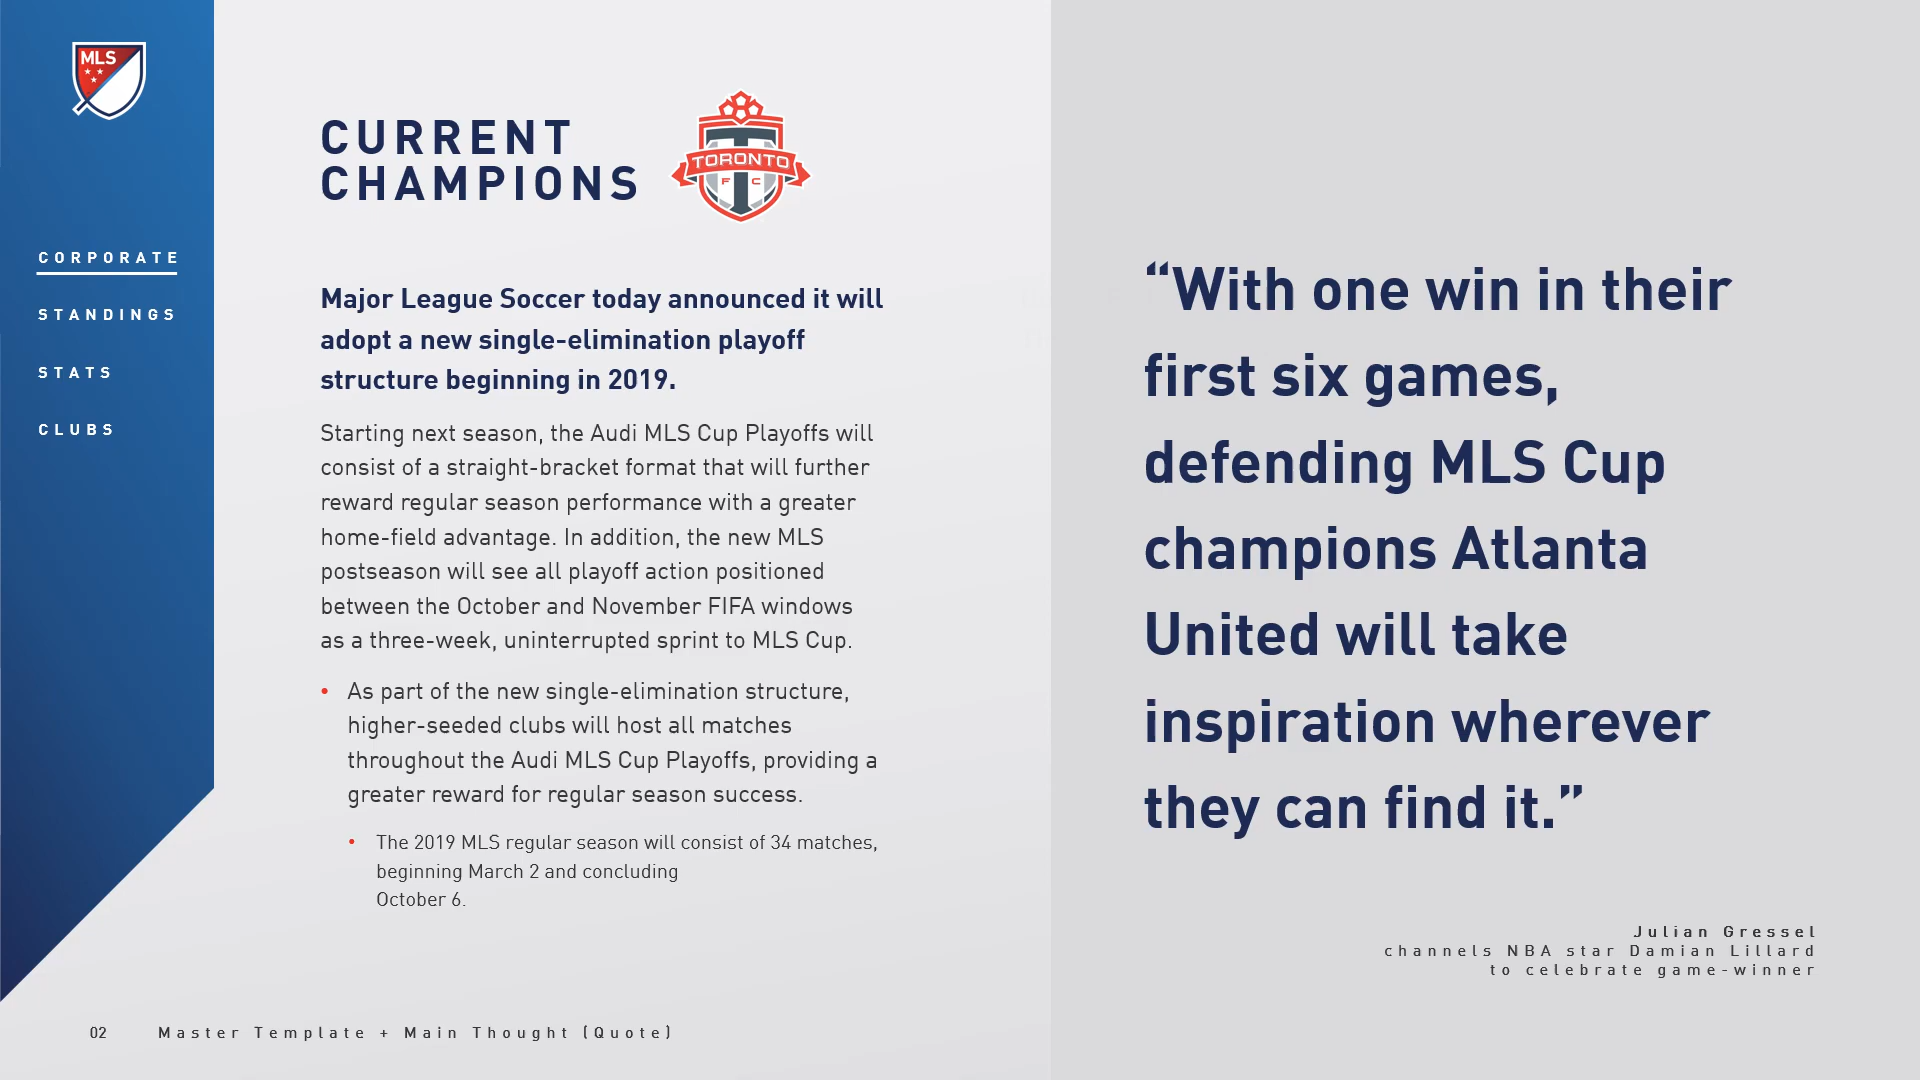 MLS
CORPORATE
STANDINGS
STATS
CLUBS
CURRENT
CHAMPIONS
TORONTO
F C
Major League Soccer today announced it will
adopt a new single-elimination playoff
structure beginning in 2019.
Starting next season, the Audi MLS Cup Playoffs will
consist of a straight-bracket format that will further
reward regular season performance with a greater
home-field advantage. In addition, the new MLS
postseason will see all playoff action positioned
between the October and November FIFA windows
as a three-week, uninterrupted sprint to MLS Cup.
• As part of the new single-elimination structure,
higher-seeded clubs will host all matches
throughout the Audi MLS Cup Playoffs, providing a
greater reward for regular season success.
• The 2019 MLS regular season will consist of 34 matches,
beginning March 2 and concluding
October 6.
“With one win in their
first six games,
defending MLS Cup
champions Atlanta
United will take
inspiration wherever
they can find it.”
Julian Gressel
channels NBA star Damian Lillard
to celebrate game-winner
02 Master Template + Main Thought (Quote)